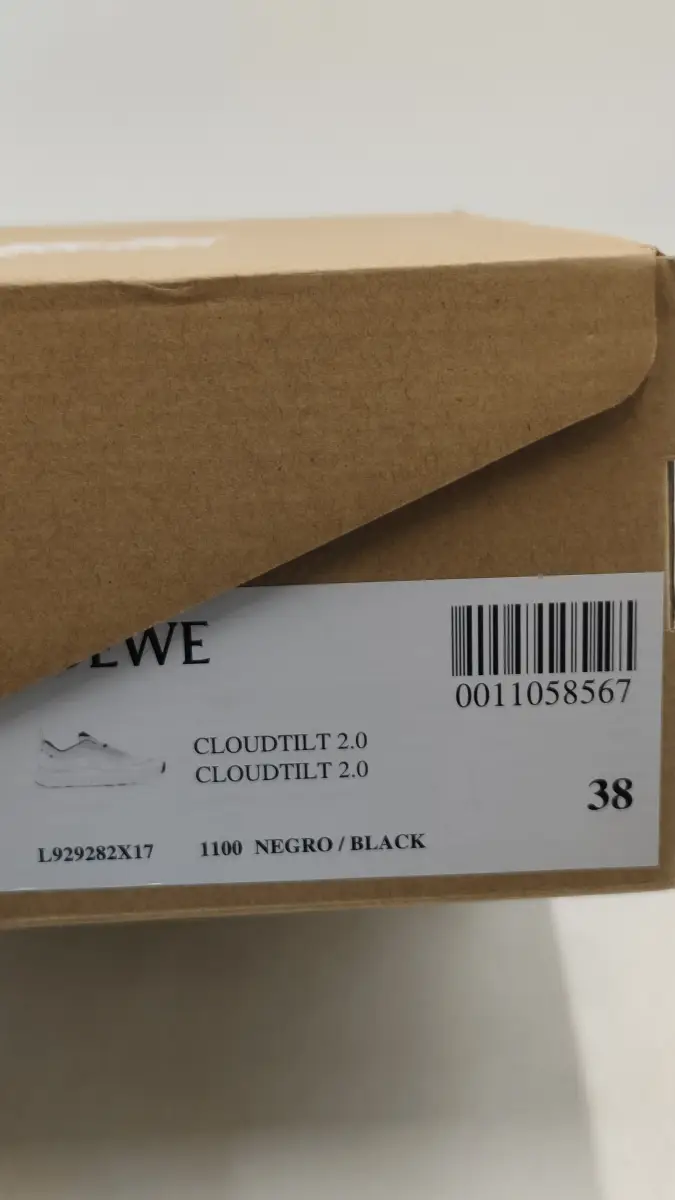 EWE
0011058567
CLOUDTILT 2.0
CLOUDTILT 2.0
38
L929282X17 1100 NEGRO / BLACK